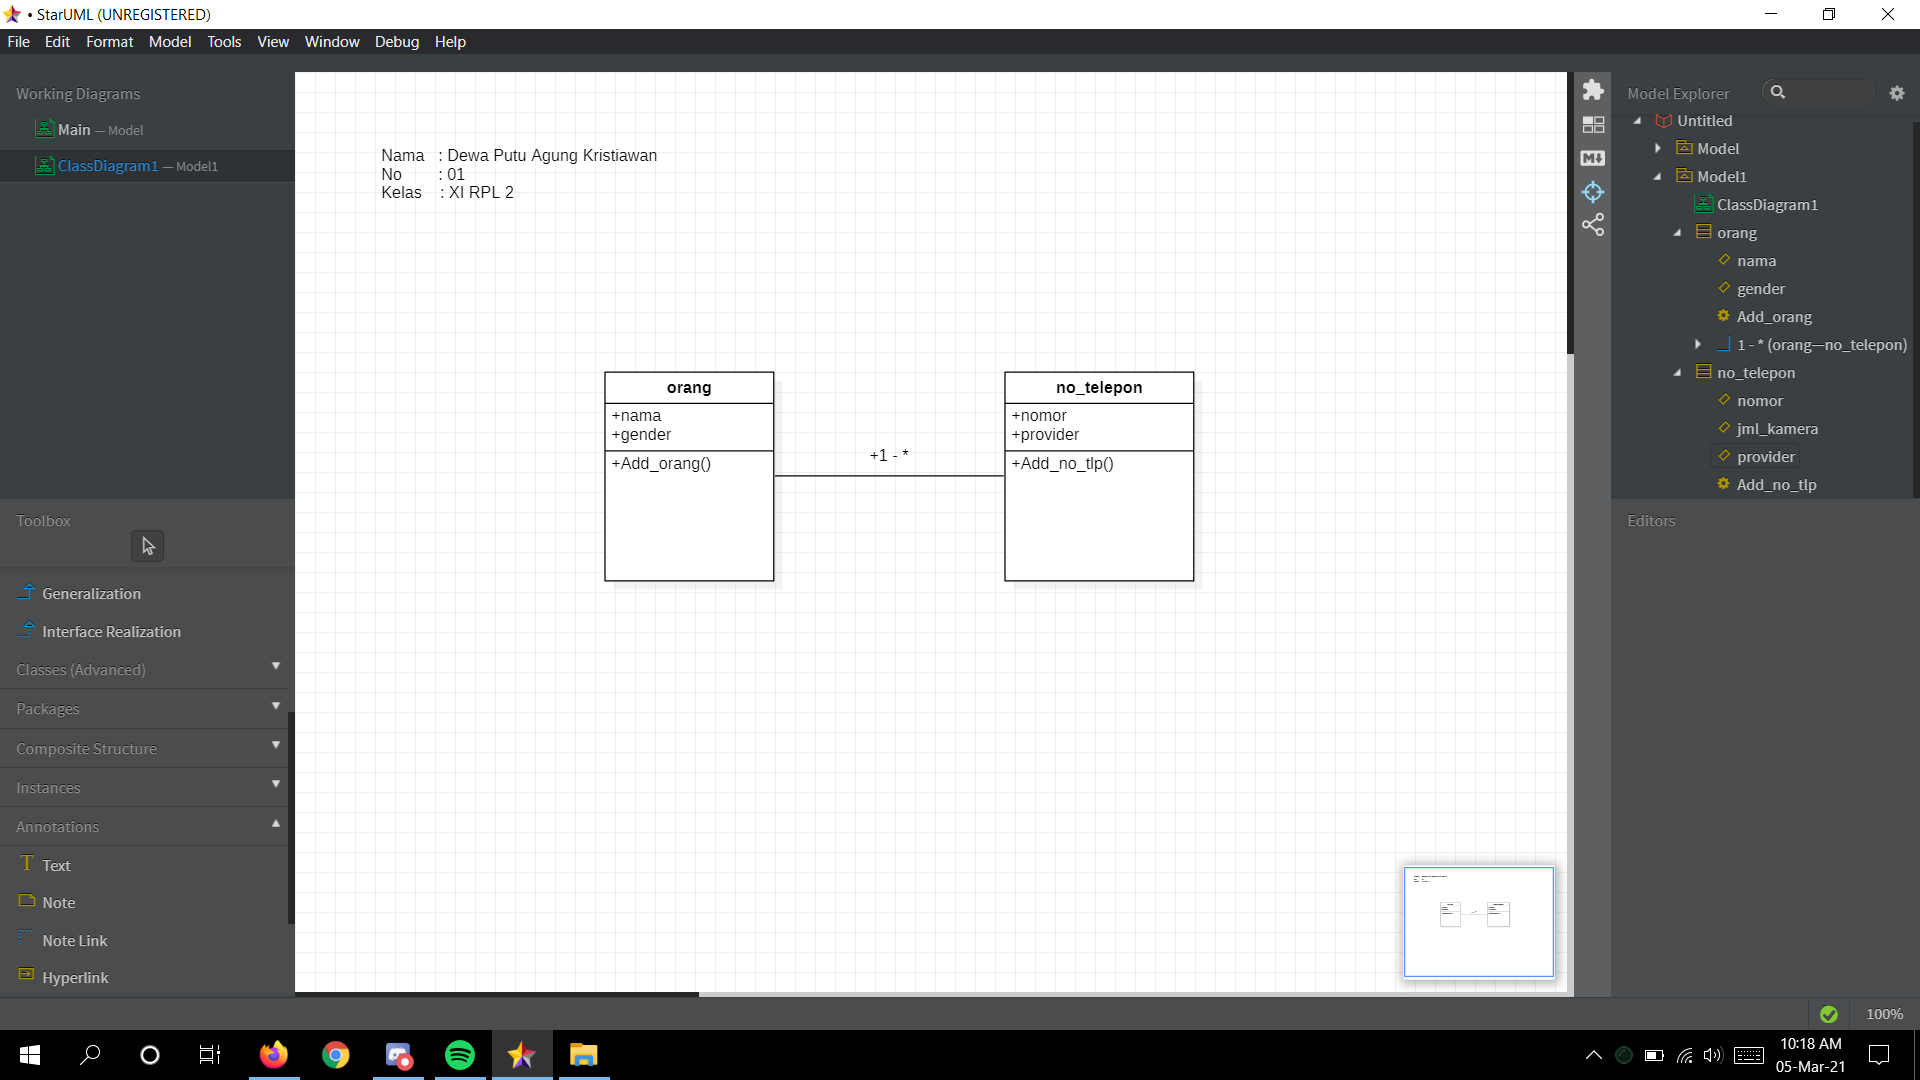 • StarUML (UNREGISTERED)
File Edit Format Model Tools View Window Debug Help
Working Diagrams
Main — Model
ClassDiagram1 — Model1
Toolbox
Generalization
Interface Realization
Classes (Advanced)
Packages
Composite Structure
Instances
Annotations
Text
Note
Note Link
Hyperlink
Nama : Dewa Putu Agung Kristiawan
No : 01
Kelas : XI RPL 2
orang
+nama
+gender
+Add_orang()
+1 - *
no_telepon
+nomor
+provider
+Add_no_tlp()
Model Explorer
Untitled
Model
Model1
ClassDiagram1
orang
nama
gender
Add_orang
1 - * (orang—no_telepon)
no_telepon
nomor
jml_kamera
provider
Add_no_tlp
Editors
100%
10:18 AM
05-Mar-21